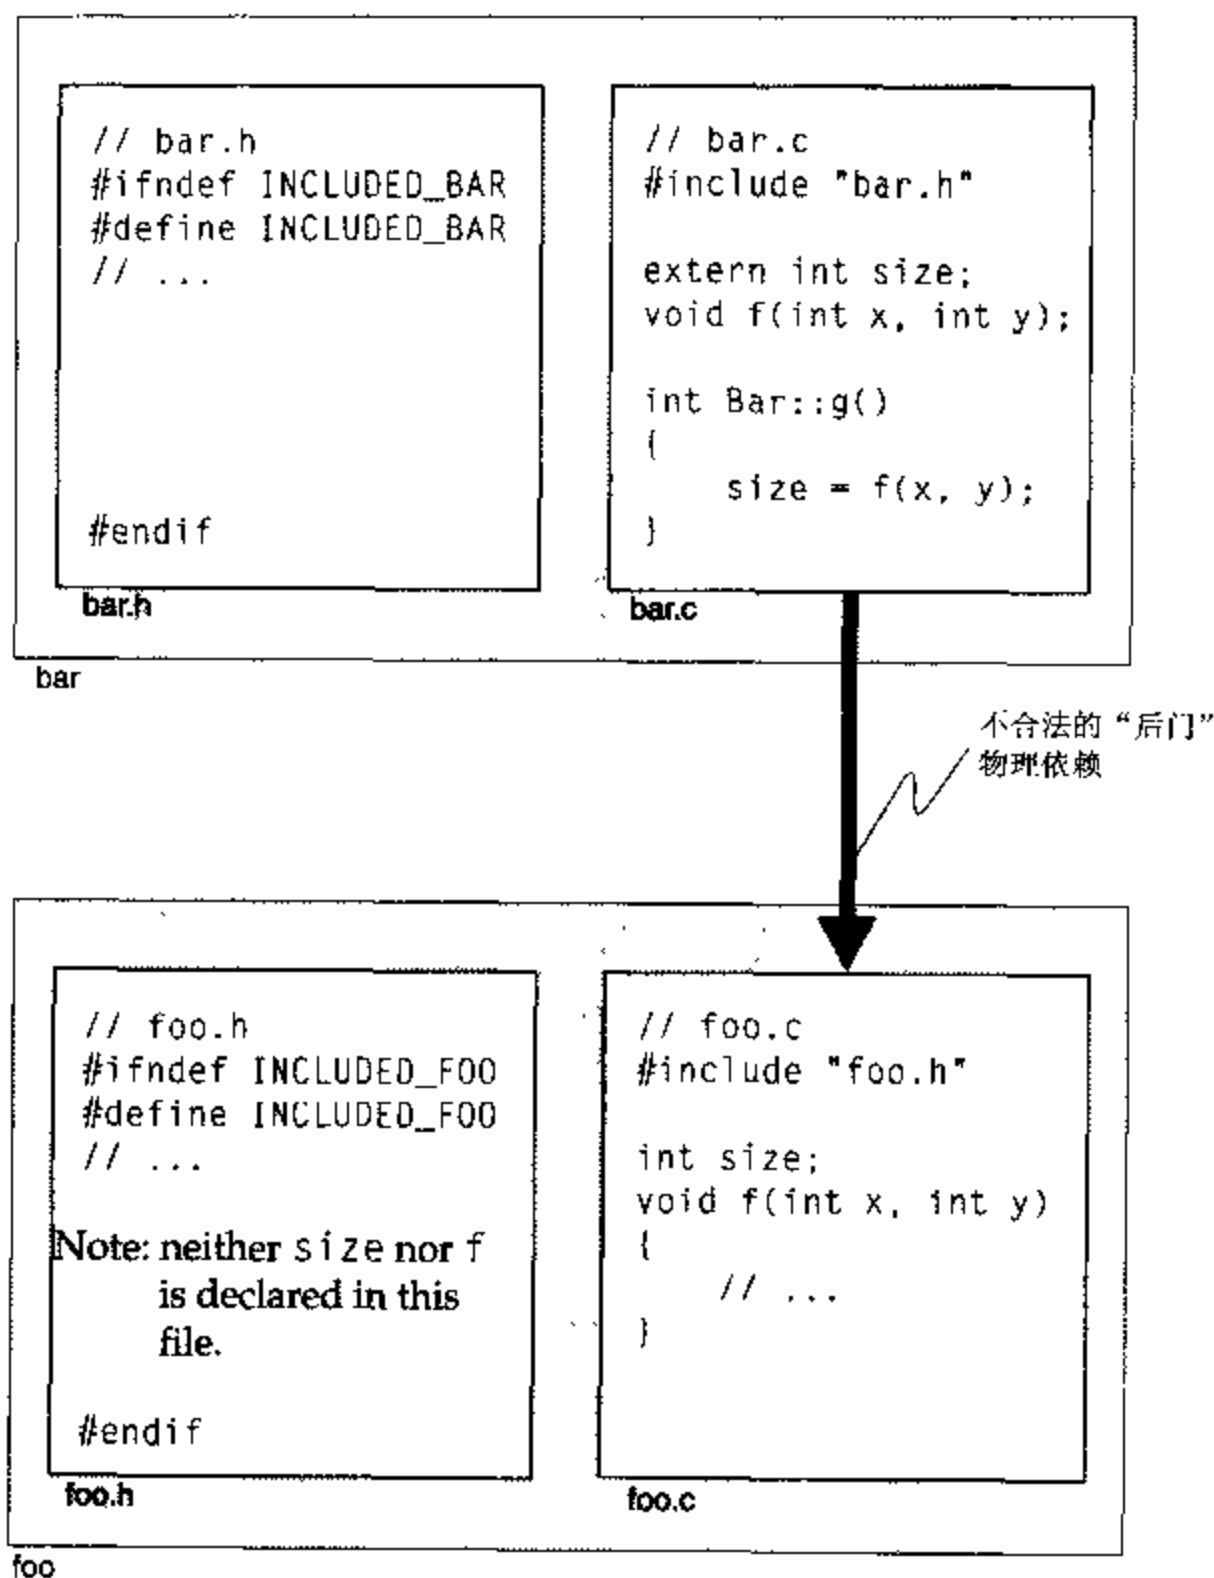 // bar.h
#ifndef INCLUDED_BAR
#define INCLUDED_BAR
// ...
#endif
bar.h
// bar.c
#include "bar.h"
extern int size;
void f(int x, int y);
int Bar::g()
{
size = f(x, y);
}
bar.c
bar
不合法的“后门”
物理依赖
// foo.h
#ifndef INCLUDED_FOO
#define INCLUDED_FOO
// ...
Note: neither size nor f
is declared in this
file.
#endif
foo.h
// foo.c
#include "foo.h"
int size;
void f(int x, int y)
{
// ...
}
foo.c
foo